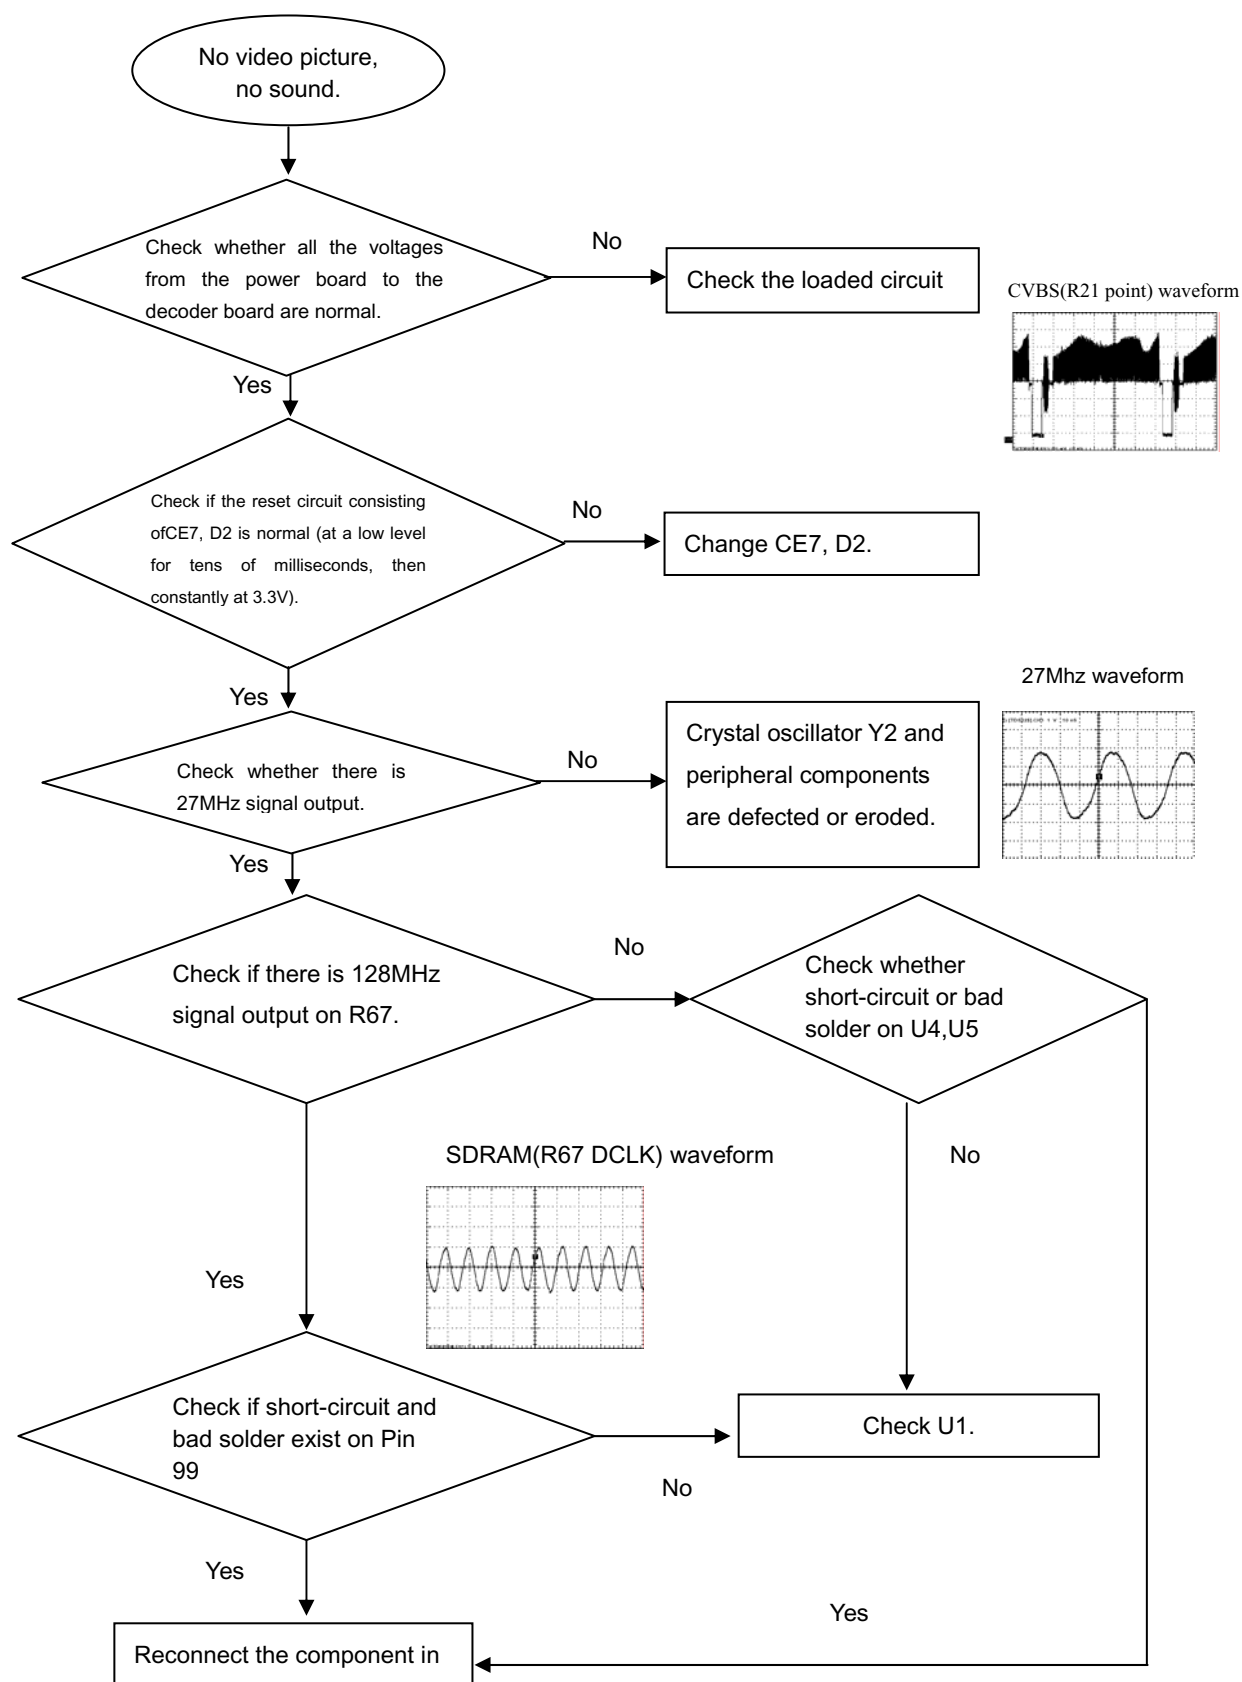 No video picture,
no sound.
Check whether all the voltages
from the power board to the
decoder board are normal.
No
Check the loaded circuit
CVBS(R21 point) waveform
Yes
Check if the reset circuit consisting
ofCE7, D2 is normal (at a low level
for tens of milliseconds, then
constantly at 3.3V).
No
Change CE7, D2.
Yes
27Mhz waveform
Check whether there is
27MHz signal output.
No
Crystal oscillator Y2 and
peripheral components
are defected or eroded.
Yes
Check if there is 128MHz
signal output on R67.
No
Check whether
short-circuit or bad
solder on U4,U5
SDRAM(R67 DCLK) waveform
No
Yes
Check if short-circuit and
bad solder exist on Pin
99
No
Check U1.
Yes
Yes
Reconnect the component in